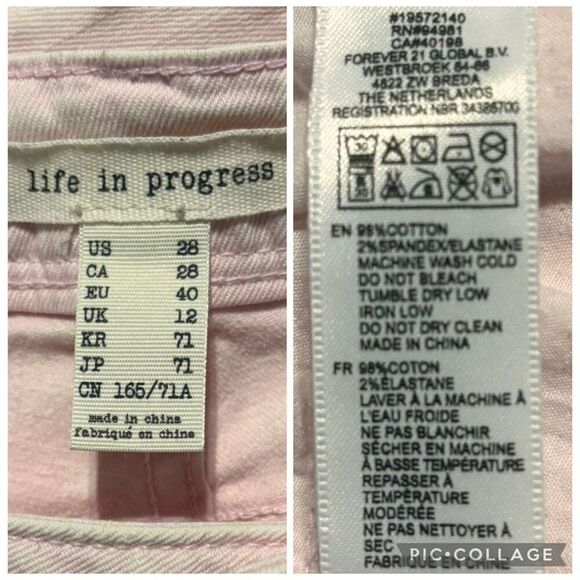 life in progress
US 28
CA 28
EU 40
UK 12
KR 71
JP 71
CN 165/71A
made in china
fabriqué en chine
#19572140
RN#94981
CA#40198
FOREVER 21 GLOBAL B.V.
WESTBROEK 64-66
4822 ZW BREDA
THE NETHERLANDS
REGISTRATION NBR 34386700
EN 98%COTTON
2%SPANDEX/ELASTANE
MACHINE WASH COLD
DO NOT BLEACH
TUMBLE DRY LOW
IRON LOW
DO NOT DRY CLEAN
MADE IN CHINA
FR 98%COTON
2%ÉLASTANE
LAVER À LA MACHINE À
L'EAU FROIDE
NE PAS BLANCHIR
SÉCHER EN MACHINE
À BASSE TEMPÉRATURE
REPASSER À
TEMPÉRATURE
MODÉRÉE
NE PAS NETTOYER À
SEC
FABRIQUÉ EN CHINE
PIC•COLLAGE